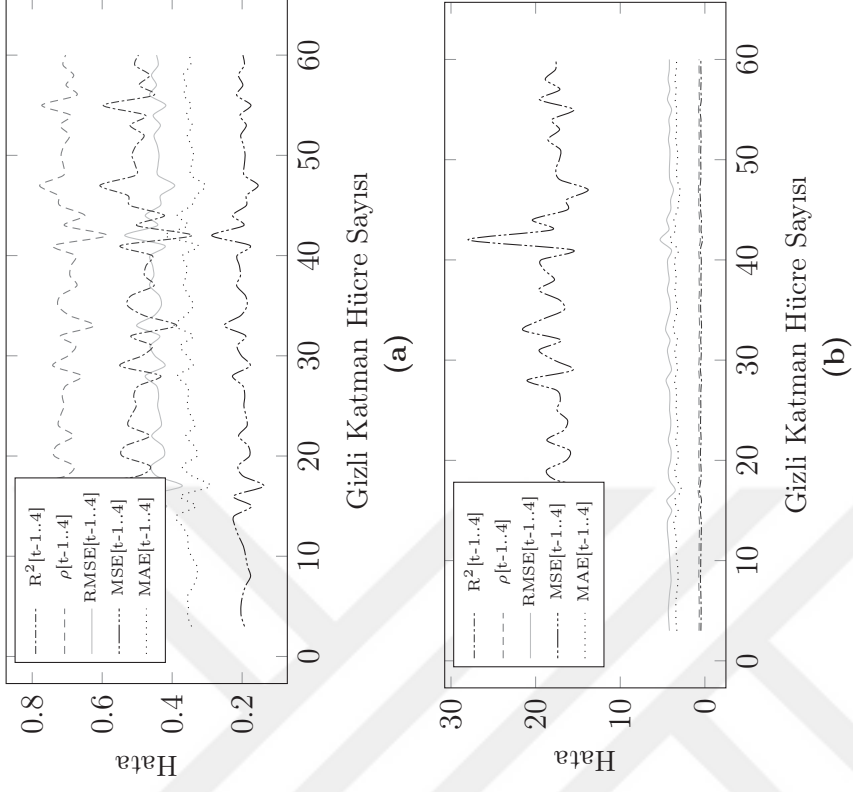 Hata
0.8
0.6
0.4
0.2
R²[t-1..4]
ρ[t-1..4]
RMSE[t-1..4]
MSE[t-1..4]
MAE[t-1..4]
0 10 20 30 40 50 60
Gizli Katman Hücre Sayısı
(a)
Hata
30
20
10
0
R²[t-1..4]
ρ[t-1..4]
RMSE[t-1..4]
MSE[t-1..4]
MAE[t-1..4]
0 10 20 30 40 50 60
Gizli Katman Hücre Sayısı
(b)